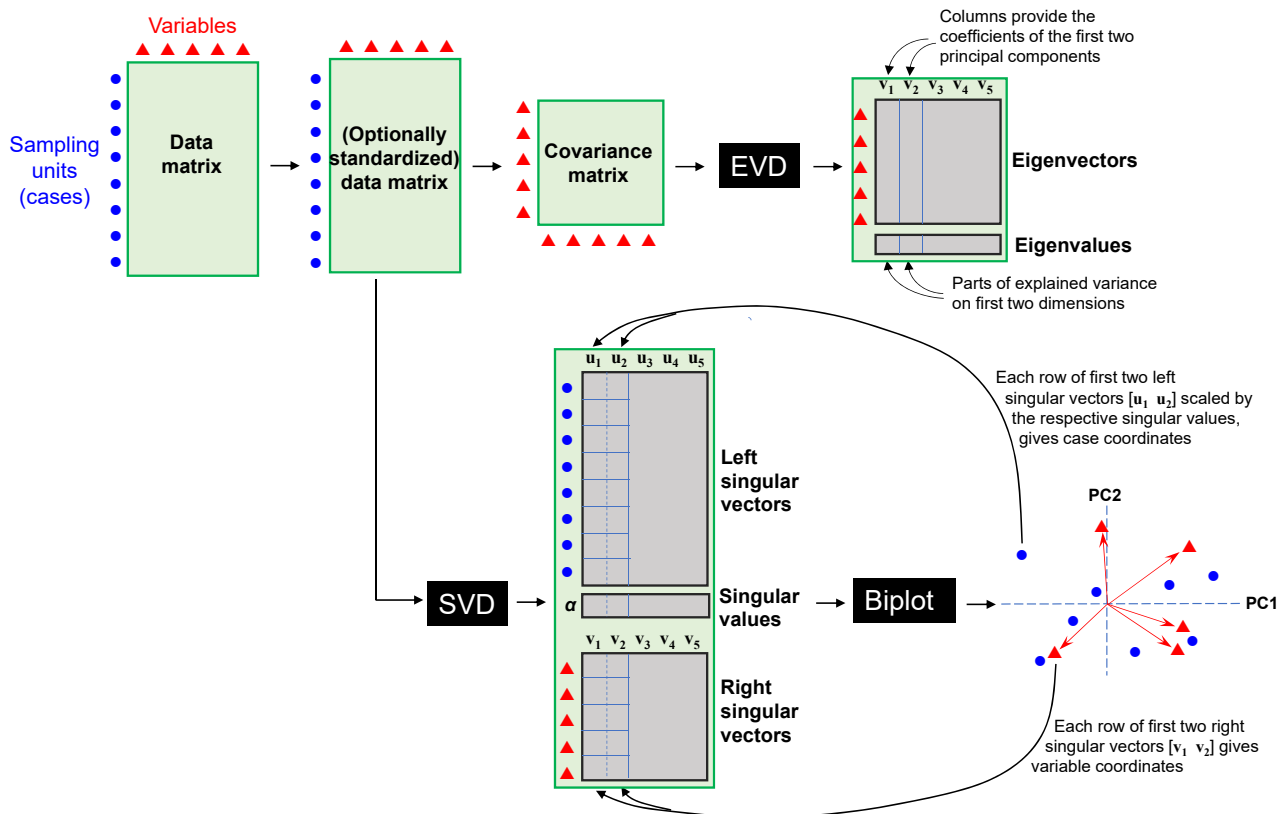 Variables
Sampling
units
(cases)
Data
matrix
(Optionally
standardized)
data matrix
Covariance
matrix
EVD
Columns provide the
coefficients of the first two
principal components
v1 v2 v3 v4 v5
Eigenvectors
Eigenvalues
Parts of explained variance
on first two dimensions
SVD
u1 u2 u3 u4 u5
Left
singular
vectors
α
Singular
values
v1 v2 v3 v4 v5
Right
singular
vectors
Biplot
Each row of first two left
singular vectors [u1 u2] scaled by
the respective singular values,
gives case coordinates
PC2
PC1
Each row of first two right
singular vectors [v1 v2] gives
variable coordinates